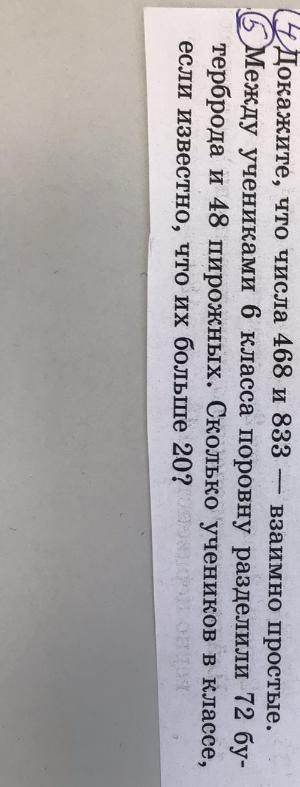 4 Докажите, что числа 468 и 833 — взаимно простые.
5 Между учениками 6 класса поровну разделили 72 бу-
терброда и 48 пирожных. Сколько учеников в классе,
если известно, что их больше 20?